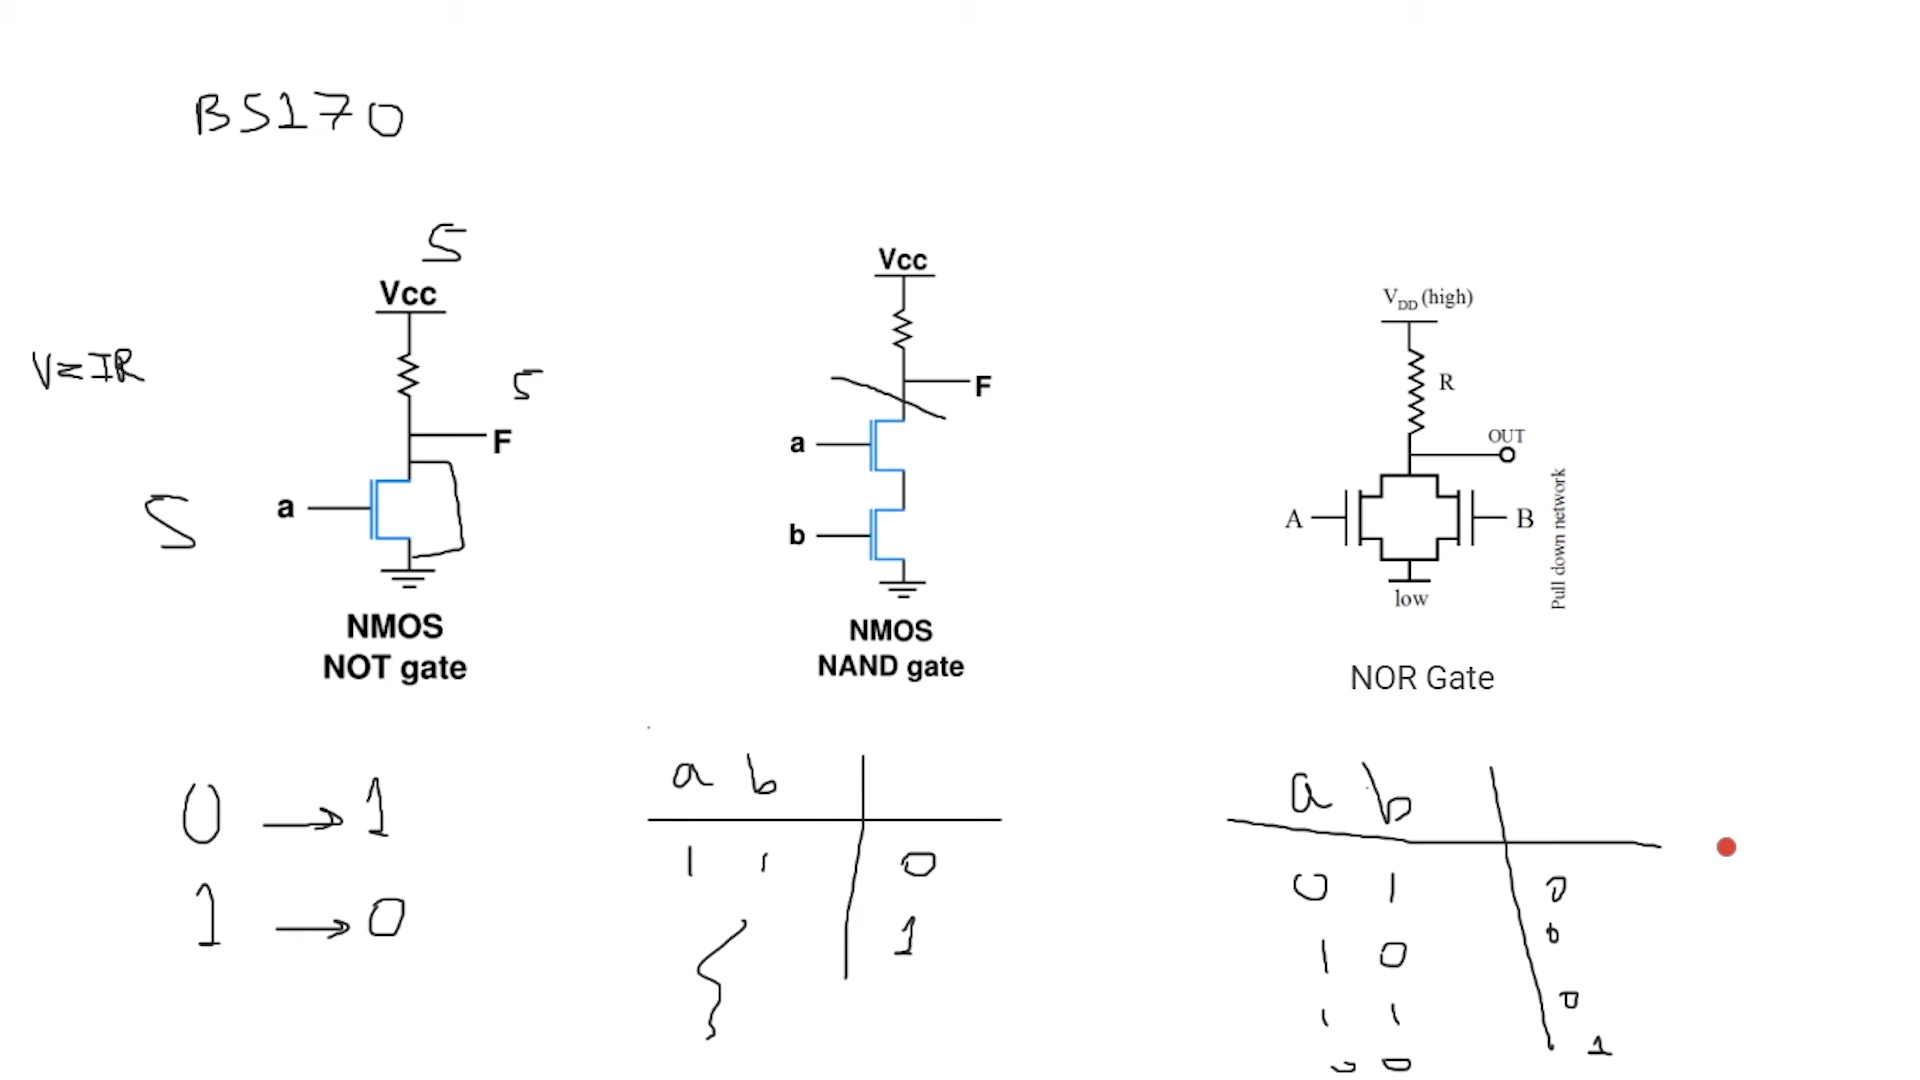 BS170
5
Vcc
V=IR
5
F
5
a
NMOS
NOT gate
0 → 1
1 → 0
Vcc
F
a
b
NMOS
NAND gate
a b
1 1 0
1
VDD (high)
R
OUT
A
B
Pull down network
low
NOR Gate
a b
0 1 0
1 0 0
1 1 0
0 0 1